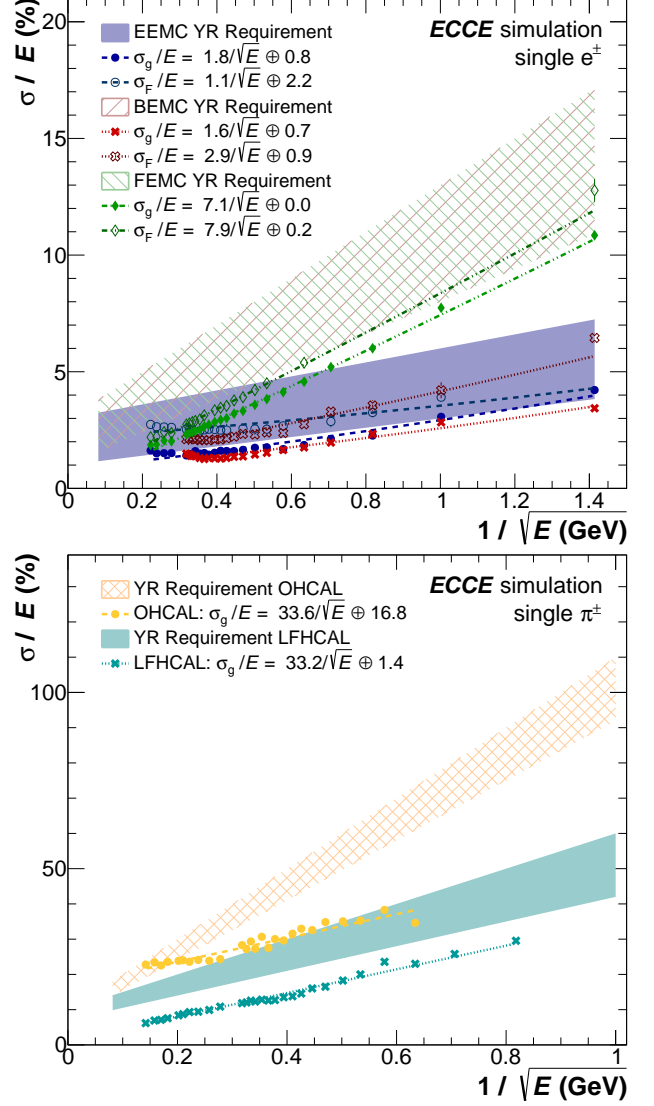 σ / E (%)
20
15
10
5
0
EEMC YR Requirement
σg /E = 1.8/√E ⊕ 0.8
σF /E = 1.1/√E ⊕ 2.2
BEMC YR Requirement
σg /E = 1.6/√E ⊕ 0.7
σF /E = 2.9/√E ⊕ 0.9
FEMC YR Requirement
σg /E = 7.1/√E ⊕ 0.0
σF /E = 7.9/√E ⊕ 0.2
ECCE simulation
single e±
0 0.2 0.4 0.6 0.8 1 1.2 1.4
1 / √E (GeV)
σ / E (%)
100
50
0
YR Requirement OHCAL
OHCAL: σg /E = 33.6/√E ⊕ 16.8
YR Requirement LFHCAL
LFHCAL: σg /E = 33.2/√E ⊕ 1.4
ECCE simulation
single π±
0 0.2 0.4 0.6 0.8 1
1 / √E (GeV)